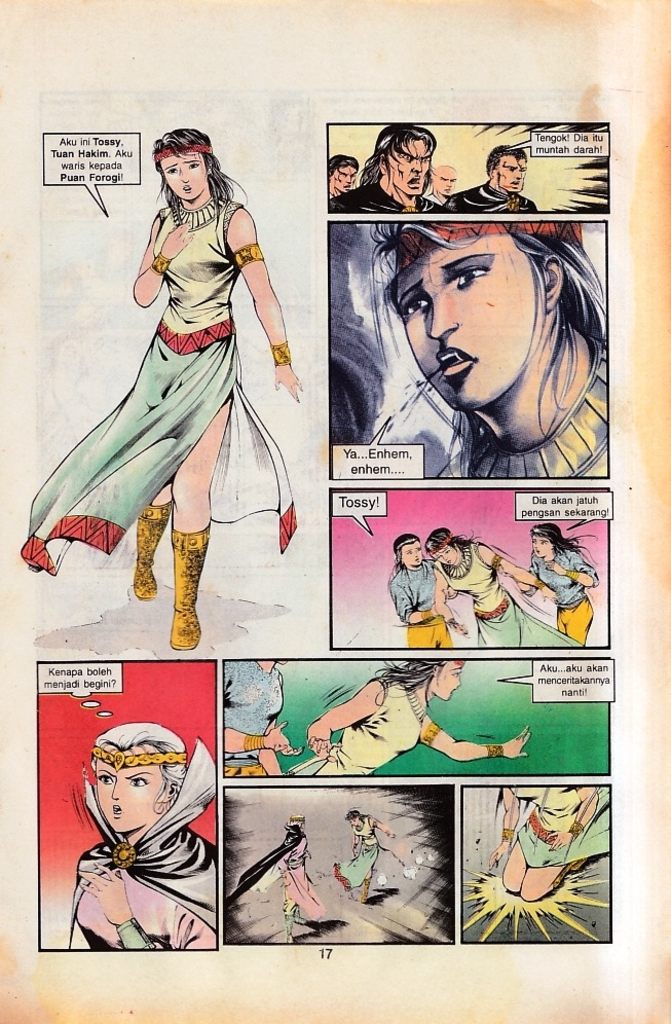 Aku ini Tossy,
Tuan Hakim. Aku
waris kepada
Puan Forogi!
Tengok! Dia itu
muntah darah!
Ya...Enhem,
enhem....
Tossy!
Dia akan jatuh
pengsan sekarang!
Kenapa boleh
menjadi begini?
Aku...aku akan
menceritakannya
nanti!
17